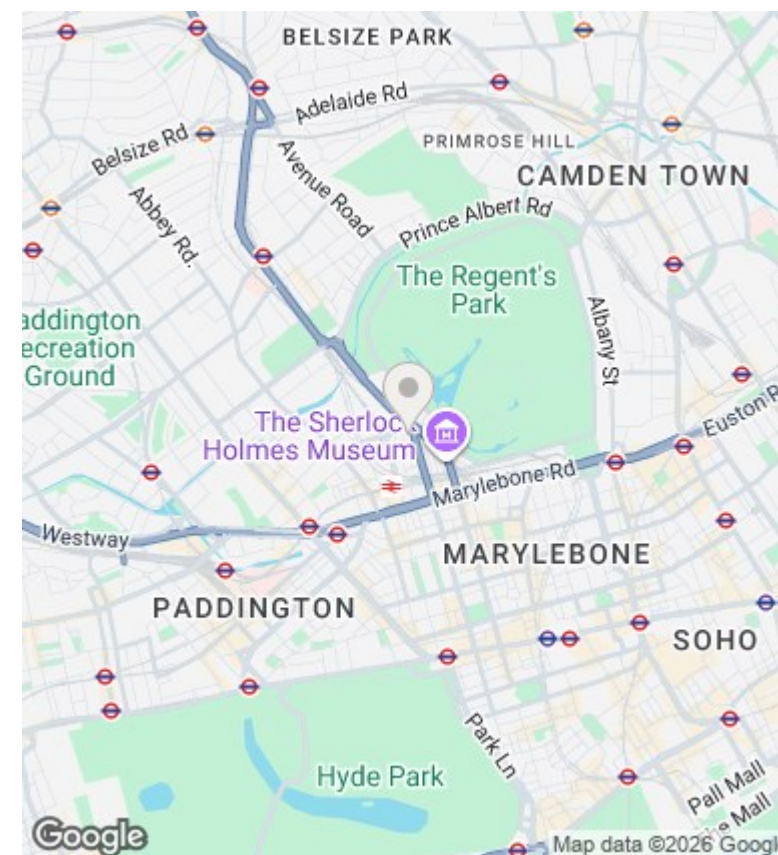 BELSIZE PARK
Adelaide Rd
PRIMROSE HILL
Belsize Rd
CAMDEN TOWN
Avenue Road
Abbey Rd.
Prince Albert Rd
The Regent's
Park
Albany St
addington
ecreation
Ground
Euston R
The Sherloc
Holmes Museum
Marylebone Rd
Westway
MARYLEBONE
PADDINGTON
SOHO
Park Ln
Hyde Park
Pall Mall
he Mall
Google
Map data ©2026 Googl